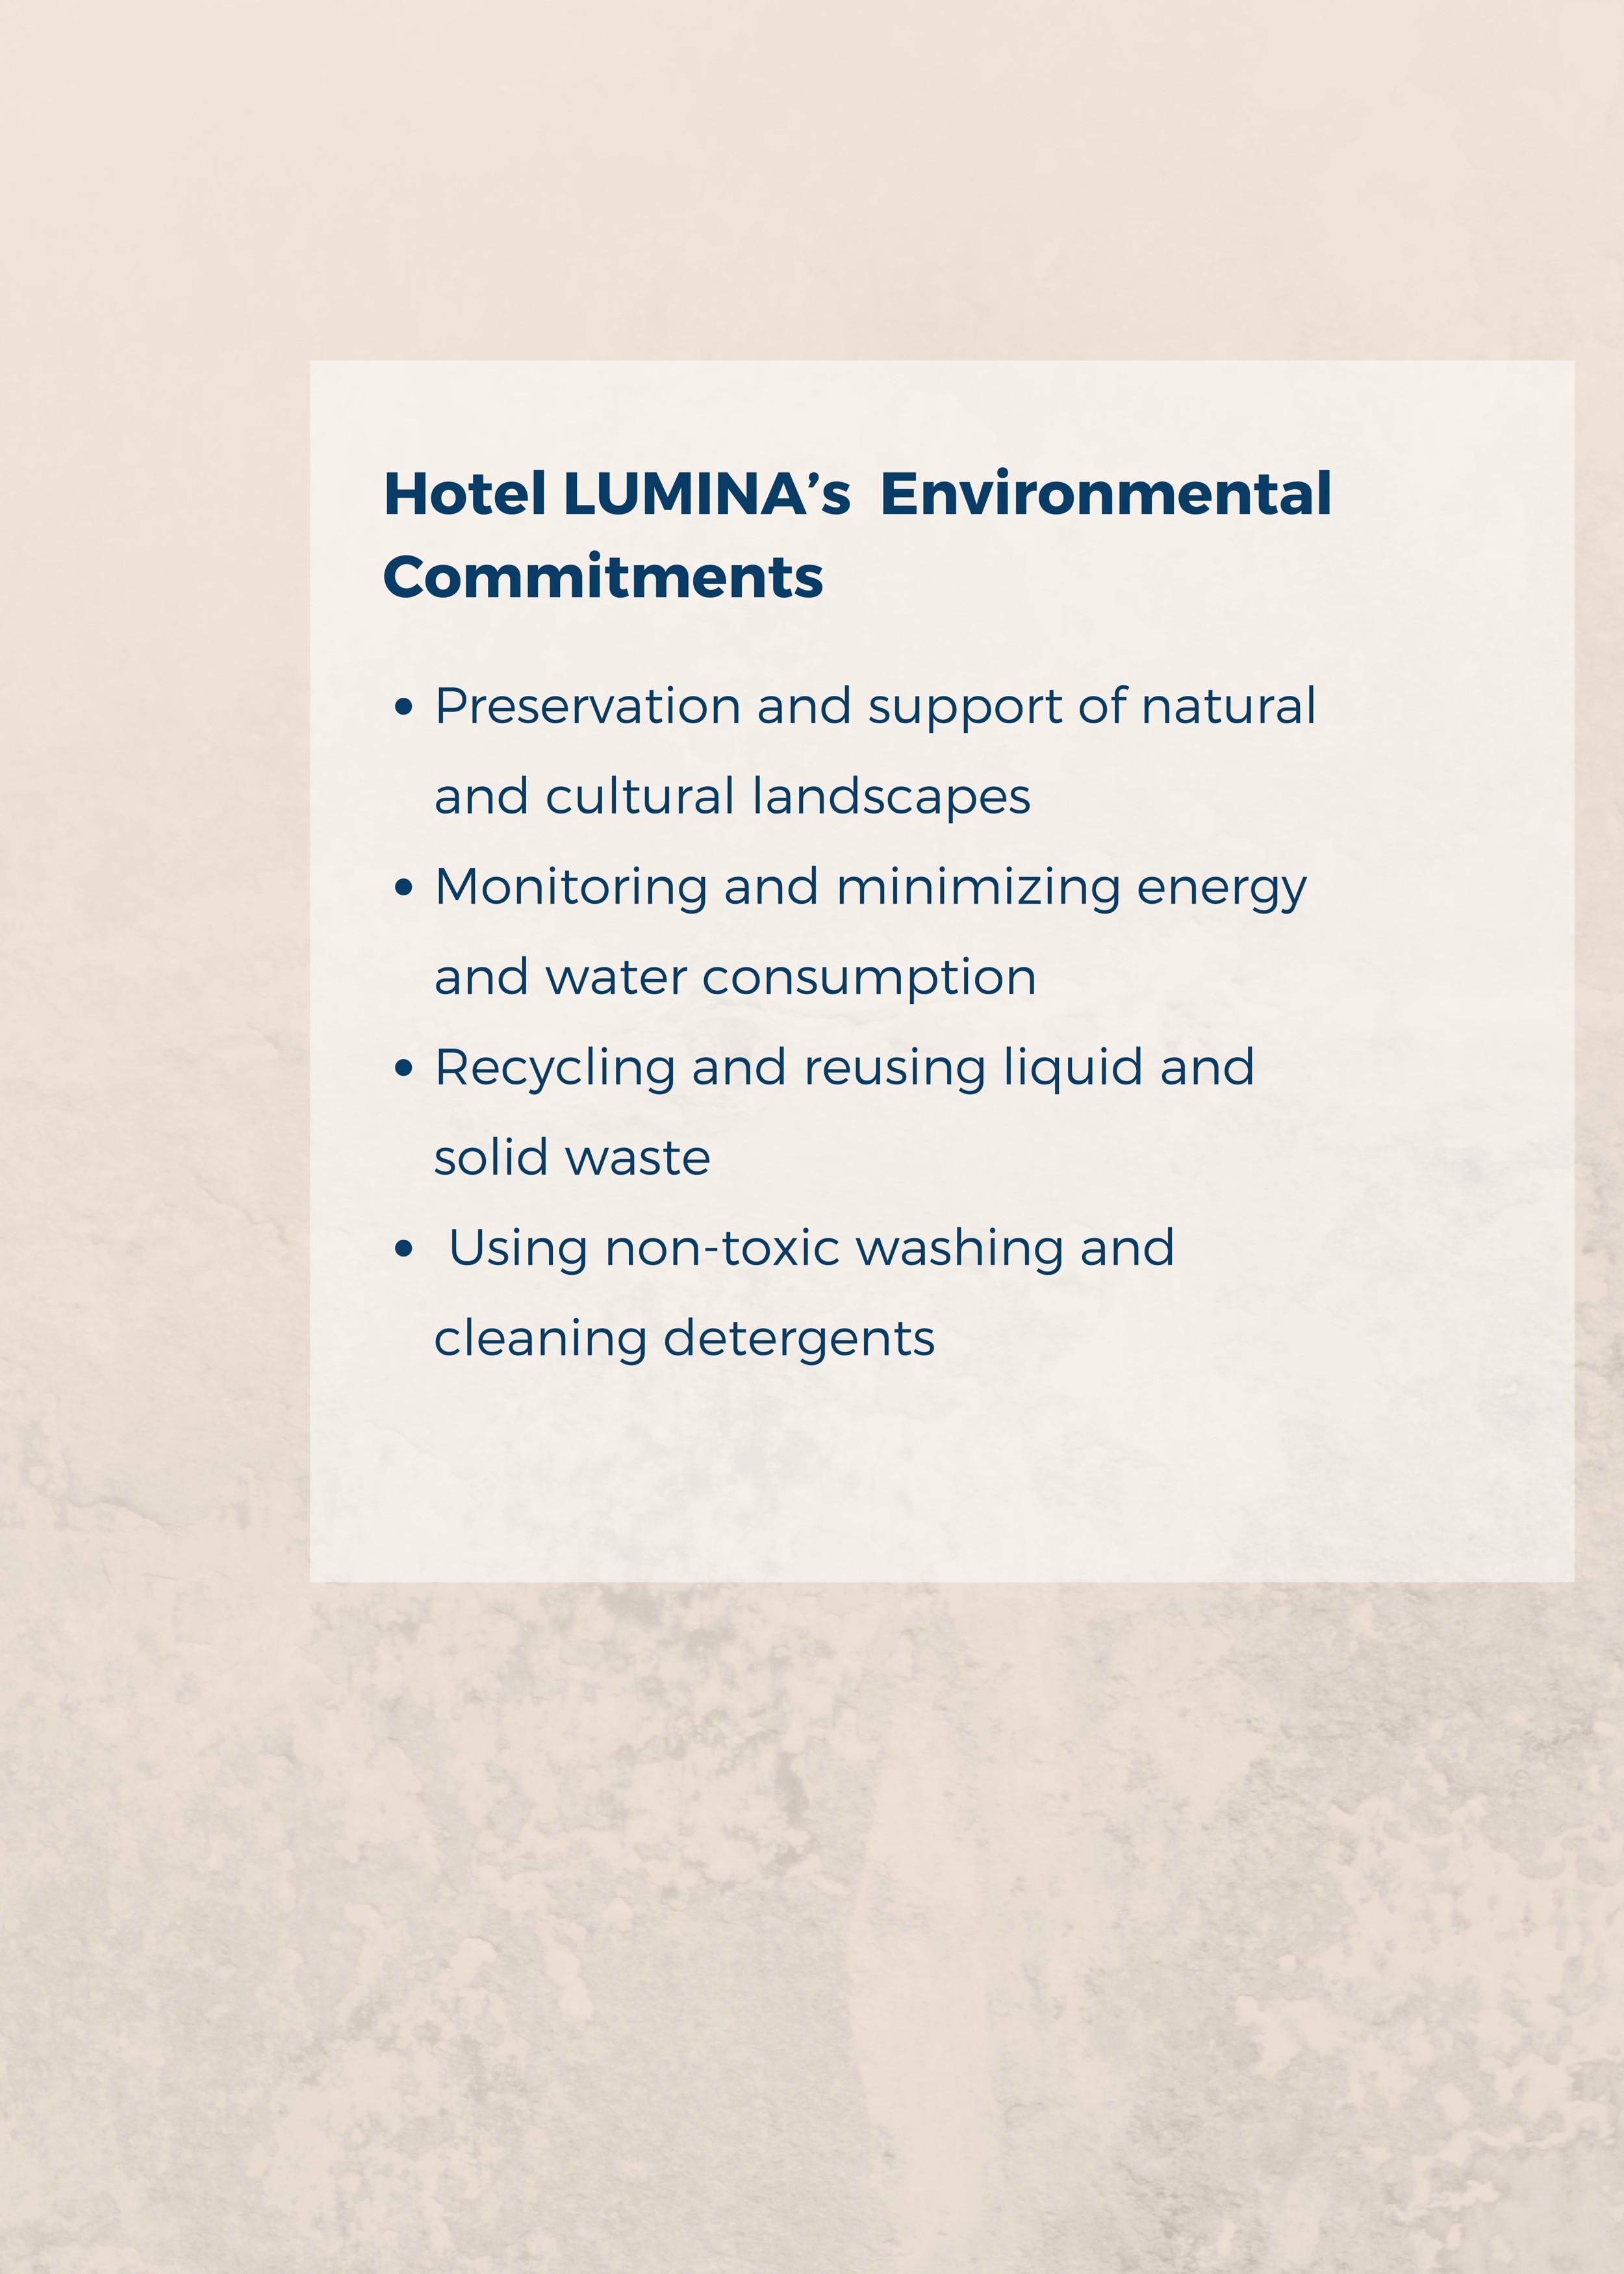 Hotel LUMINA’s  Environmental
Commitments
• Preservation and support of natural
and cultural landscapes
• Monitoring and minimizing energy
and water consumption
• Recycling and reusing liquid and
solid waste
•  Using non-toxic washing and
cleaning detergents